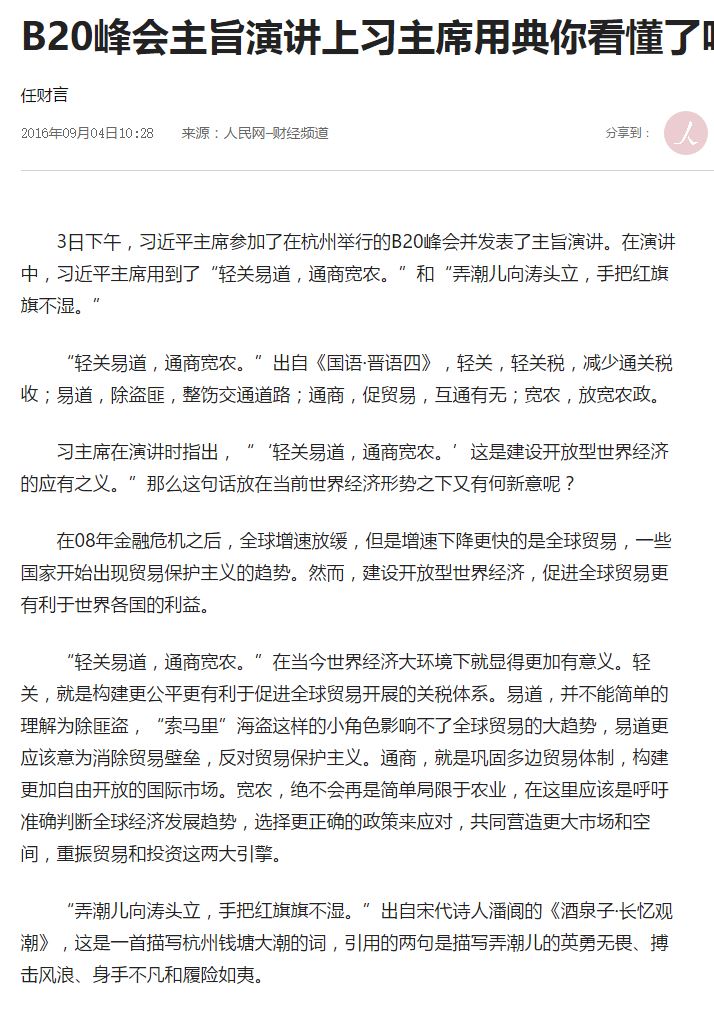 B20峰会主旨演讲上习主席用典你看懂了
任财言
2016年09月04日10:28 来源：人民网-财经频道 分享到：
人
3日下午，习近平主席参加了在杭州举行的B20峰会并发表了主旨演讲。在演讲
中，习近平主席用到了“轻关易道，通商宽农。”和“弄潮儿向涛头立，手把红旗
旗不湿。”
“轻关易道，通商宽农。”出自《国语·晋语四》，轻关，轻关税，减少通关税
收；易道，除盗匪，整饬交通道路；通商，促贸易，互通有无；宽农，放宽农政。
习主席在演讲时指出，“‘轻关易道，通商宽农。’这是建设开放型世界经济
的应有之义。”那么这句话放在当前世界经济形势之下又有何新意呢？
在08年金融危机之后，全球增速放缓，但是增速下降更快的是全球贸易，一些
国家开始出现贸易保护主义的趋势。然而，建设开放型世界经济，促进全球贸易更
有利于世界各国的利益。
“轻关易道，通商宽农。”在当今世界经济大环境下就显得更加有意义。轻
关，就是构建更公平更有利于促进全球贸易开展的关税体系。易道，并不能简单的
理解为除匪盗，“索马里”海盗这样的小角色影响不了全球贸易的大趋势，易道更
应该意为消除贸易壁垒，反对贸易保护主义。通商，就是巩固多边贸易体制，构建
更加自由开放的国际市场。宽农，绝不会再是简单局限于农业，在这里应该是呼吁
准确判断全球经济发展趋势，选择更正确的政策来应对，共同营造更大市场和空
间，重振贸易和投资这两大引擎。
“弄潮儿向涛头立，手把红旗旗不湿。”出自宋代诗人潘阆的《酒泉子·长忆观
潮》，这是一首描写杭州钱塘大潮的词，引用的两句是描写弄潮儿的英勇无畏、搏
击风浪、身手不凡和履险如夷。